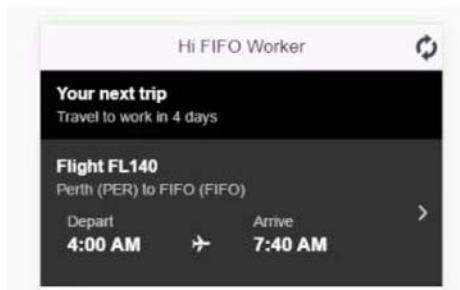 Hi FIFO Worker
Your next trip
Travel to work in 4 days
Flight FL140
Perth (PER) to FIFO (FIFO)
Depart Arrive
4:00 AM 7:40 AM